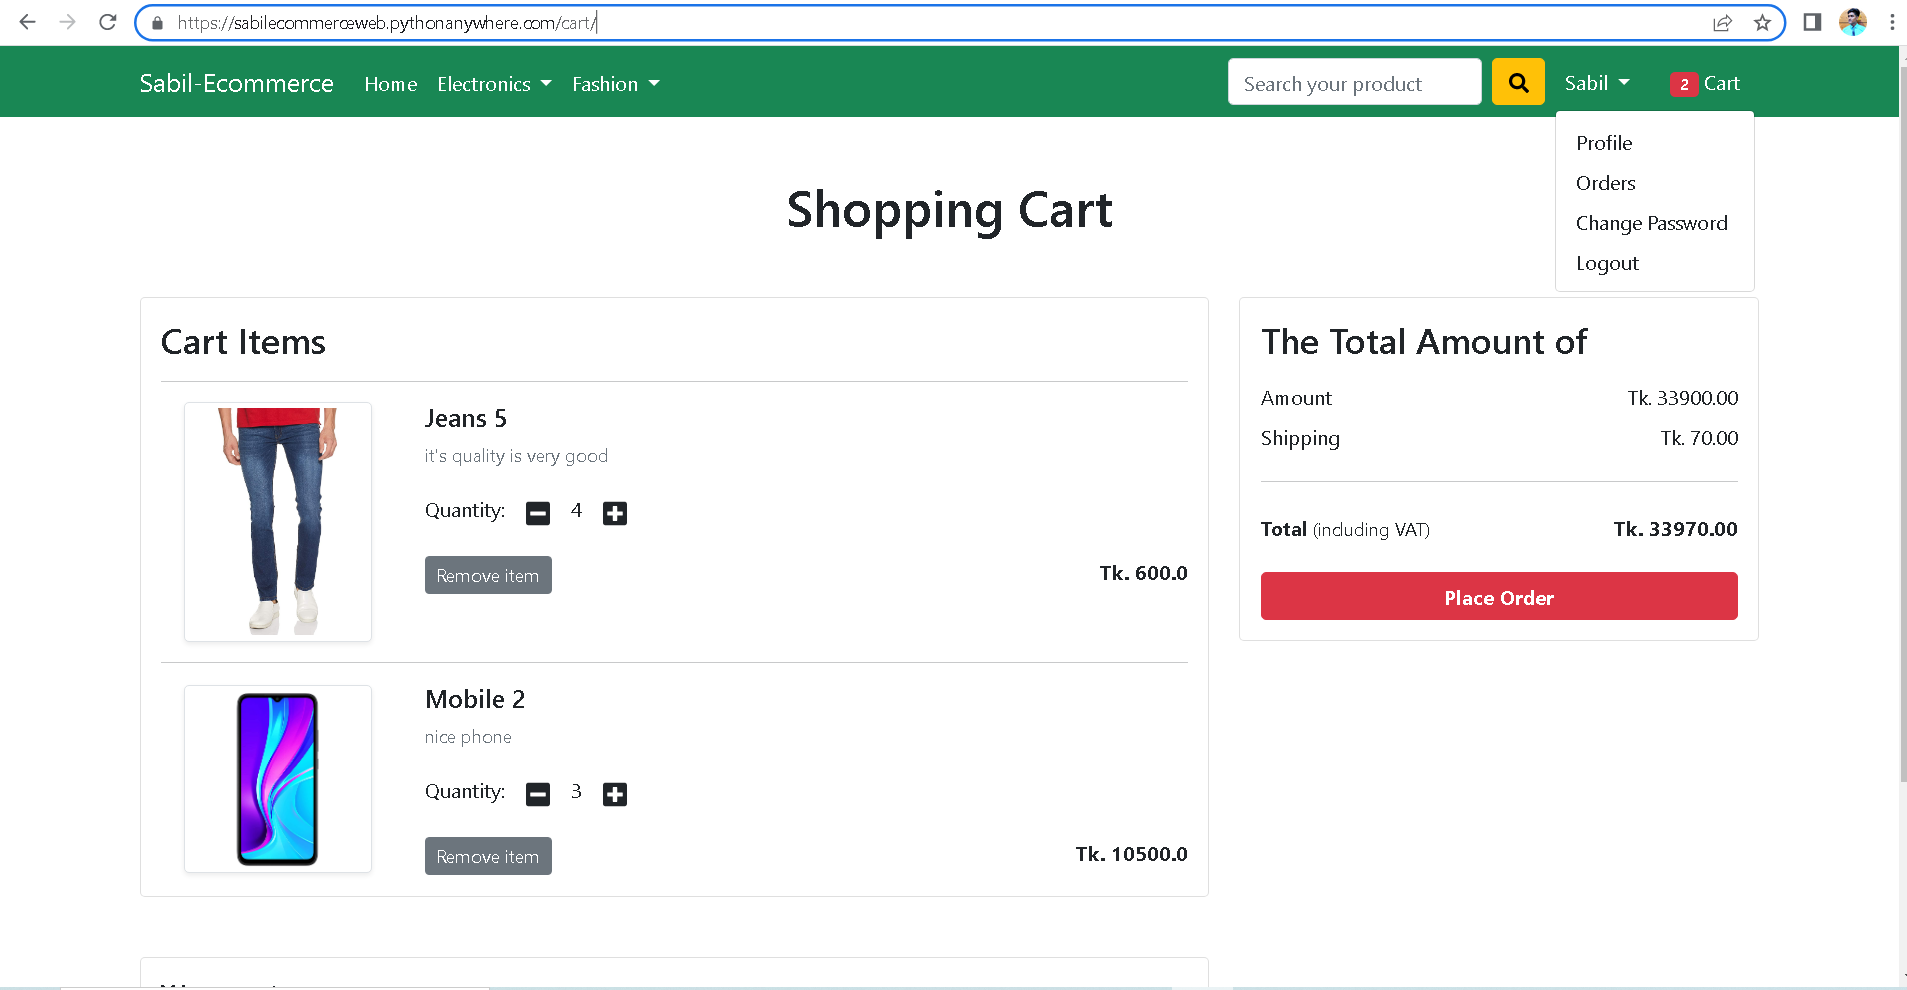 https://sabilecommerceweb.pythonanywhere.com/cart/
Sabil-Ecommerce Home Electronics Fashion Search your product Sabil 2 Cart
Profile
Orders
Change Password
Logout
Shopping Cart
Cart Items
Jeans 5
it's quality is very good
Quantity: 4
Remove item Tk. 600.0
Mobile 2
nice phone
Quantity: 3
Remove item Tk. 10500.0
The Total Amount of
Amount Tk. 33900.00
Shipping Tk. 70.00
Total (including VAT) Tk. 33970.00
Place Order